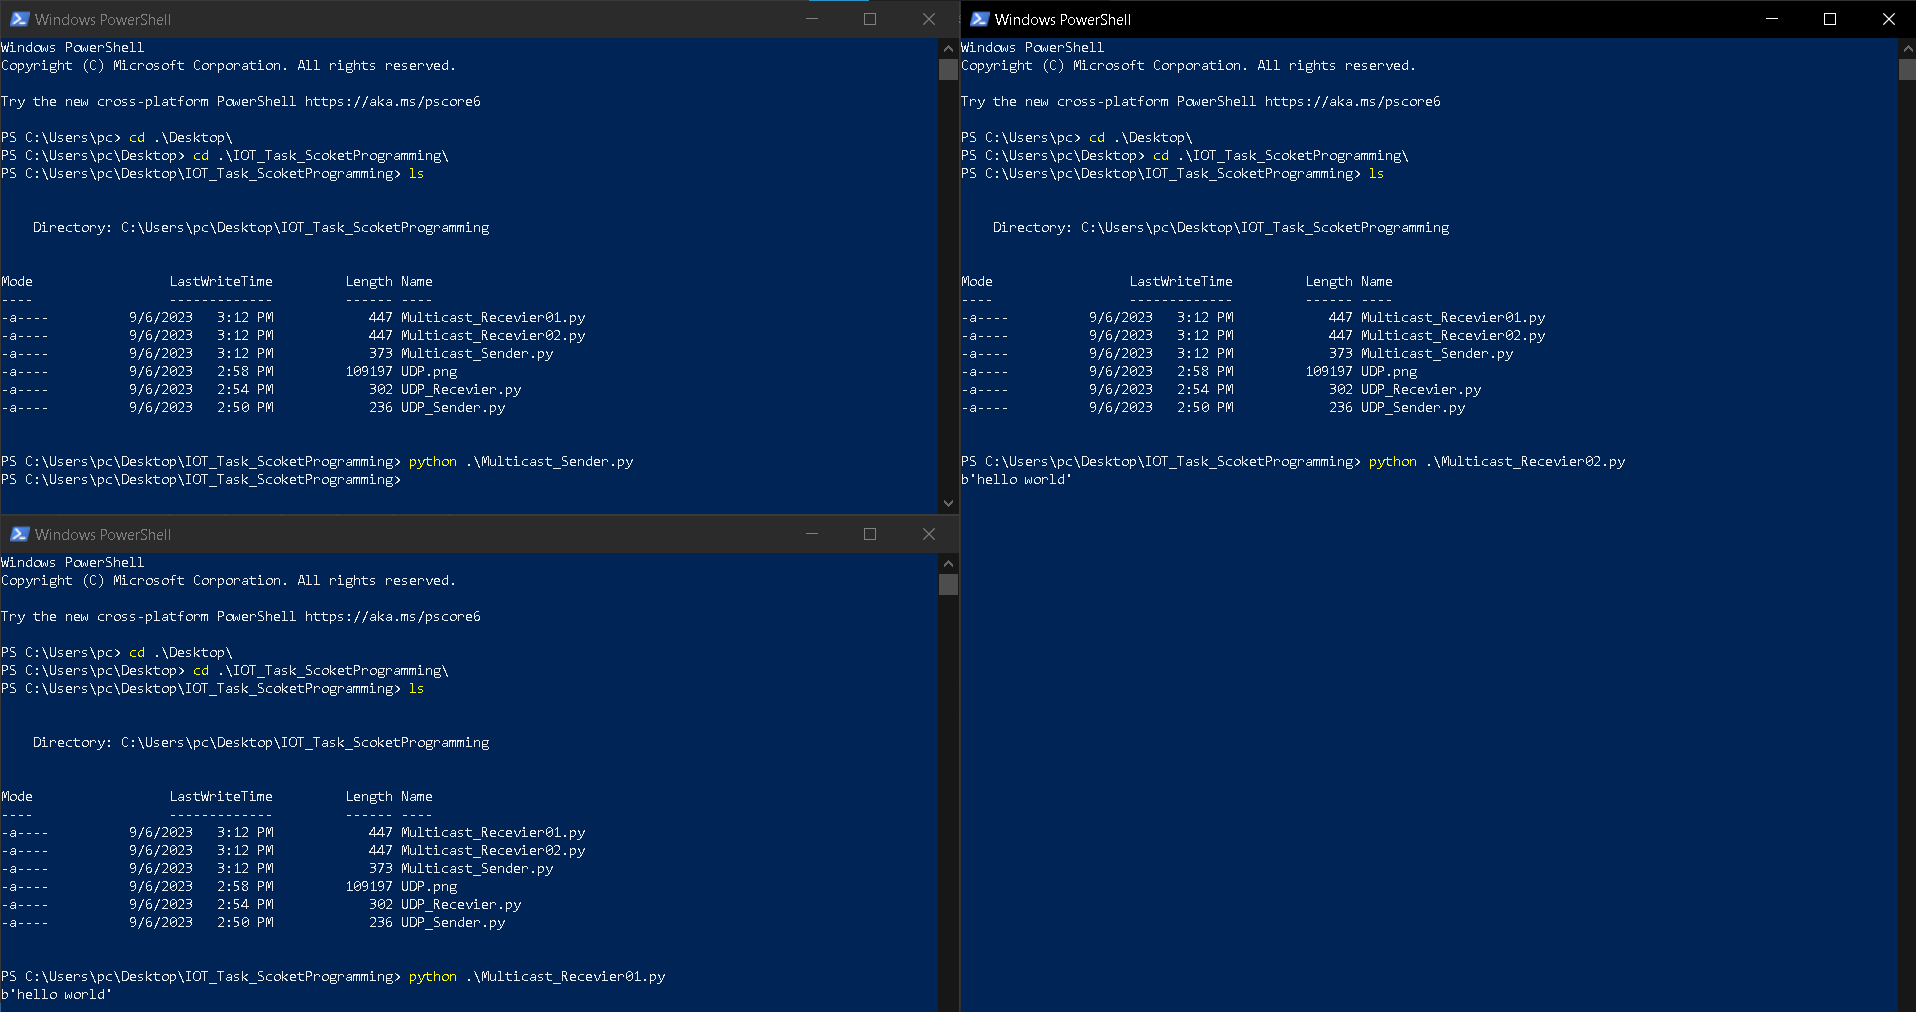 Windows PowerShell
Windows PowerShell
Copyright (C) Microsoft Corporation. All rights reserved.
Try the new cross-platform PowerShell https://aka.ms/pscore6
PS C:\Users\pc> cd .\Desktop\
PS C:\Users\pc\Desktop> cd .\IOT_Task_ScoketProgramming\
PS C:\Users\pc\Desktop\IOT_Task_ScoketProgramming> ls
Directory: C:\Users\pc\Desktop\IOT_Task_ScoketProgramming
Mode LastWriteTime Length Name
---- ------------- ------ ----
-a---- 9/6/2023 3:12 PM 447 Multicast_Recevier01.py
-a---- 9/6/2023 3:12 PM 447 Multicast_Recevier02.py
-a---- 9/6/2023 3:12 PM 373 Multicast_Sender.py
-a---- 9/6/2023 2:58 PM 109197 UDP.png
-a---- 9/6/2023 2:54 PM 302 UDP_Recevier.py
-a---- 9/6/2023 2:50 PM 236 UDP_Sender.py
PS C:\Users\pc\Desktop\IOT_Task_ScoketProgramming> python .\Multicast_Sender.py
PS C:\Users\pc\Desktop\IOT_Task_ScoketProgramming>
Windows PowerShell
Windows PowerShell
Copyright (C) Microsoft Corporation. All rights reserved.
Try the new cross-platform PowerShell https://aka.ms/pscore6
PS C:\Users\pc> cd .\Desktop\
PS C:\Users\pc\Desktop> cd .\IOT_Task_ScoketProgramming\
PS C:\Users\pc\Desktop\IOT_Task_ScoketProgramming> ls
Directory: C:\Users\pc\Desktop\IOT_Task_ScoketProgramming
Mode LastWriteTime Length Name
---- ------------- ------ ----
-a---- 9/6/2023 3:12 PM 447 Multicast_Recevier01.py
-a---- 9/6/2023 3:12 PM 447 Multicast_Recevier02.py
-a---- 9/6/2023 3:12 PM 373 Multicast_Sender.py
-a---- 9/6/2023 2:58 PM 109197 UDP.png
-a---- 9/6/2023 2:54 PM 302 UDP_Recevier.py
-a---- 9/6/2023 2:50 PM 236 UDP_Sender.py
PS C:\Users\pc\Desktop\IOT_Task_ScoketProgramming> python .\Multicast_Recevier02.py
b'hello world'
Windows PowerShell
Windows PowerShell
Copyright (C) Microsoft Corporation. All rights reserved.
Try the new cross-platform PowerShell https://aka.ms/pscore6
PS C:\Users\pc> cd .\Desktop\
PS C:\Users\pc\Desktop> cd .\IOT_Task_ScoketProgramming\
PS C:\Users\pc\Desktop\IOT_Task_ScoketProgramming> ls
Directory: C:\Users\pc\Desktop\IOT_Task_ScoketProgramming
Mode LastWriteTime Length Name
---- ------------- ------ ----
-a---- 9/6/2023 3:12 PM 447 Multicast_Recevier01.py
-a---- 9/6/2023 3:12 PM 447 Multicast_Recevier02.py
-a---- 9/6/2023 3:12 PM 373 Multicast_Sender.py
-a---- 9/6/2023 2:58 PM 109197 UDP.png
-a---- 9/6/2023 2:54 PM 302 UDP_Recevier.py
-a---- 9/6/2023 2:50 PM 236 UDP_Sender.py
PS C:\Users\pc\Desktop\IOT_Task_ScoketProgramming> python .\Multicast_Recevier01.py
b'hello world'